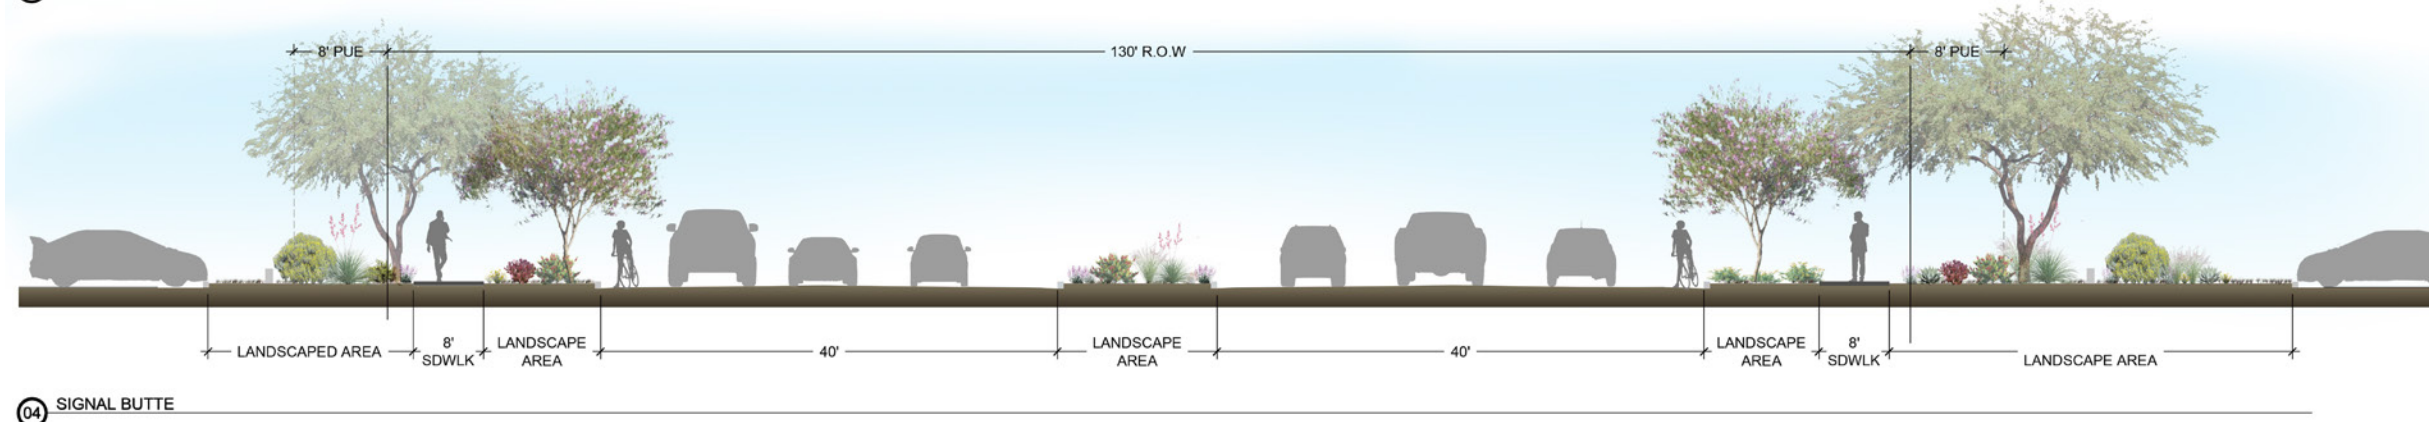 8' PUE
130' R.O.W
8' PUE
LANDSCAPED AREA
8'
SDWLK
LANDSCAPE
AREA
40'
LANDSCAPE
AREA
40'
LANDSCAPE
AREA
8'
SDWLK
LANDSCAPE AREA
04 SIGNAL BUTTE